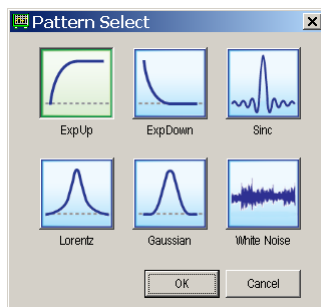 Pattern Select
ExpUp ExpDown Sinc
Lorentz Gaussian White Noise
OK Cancel